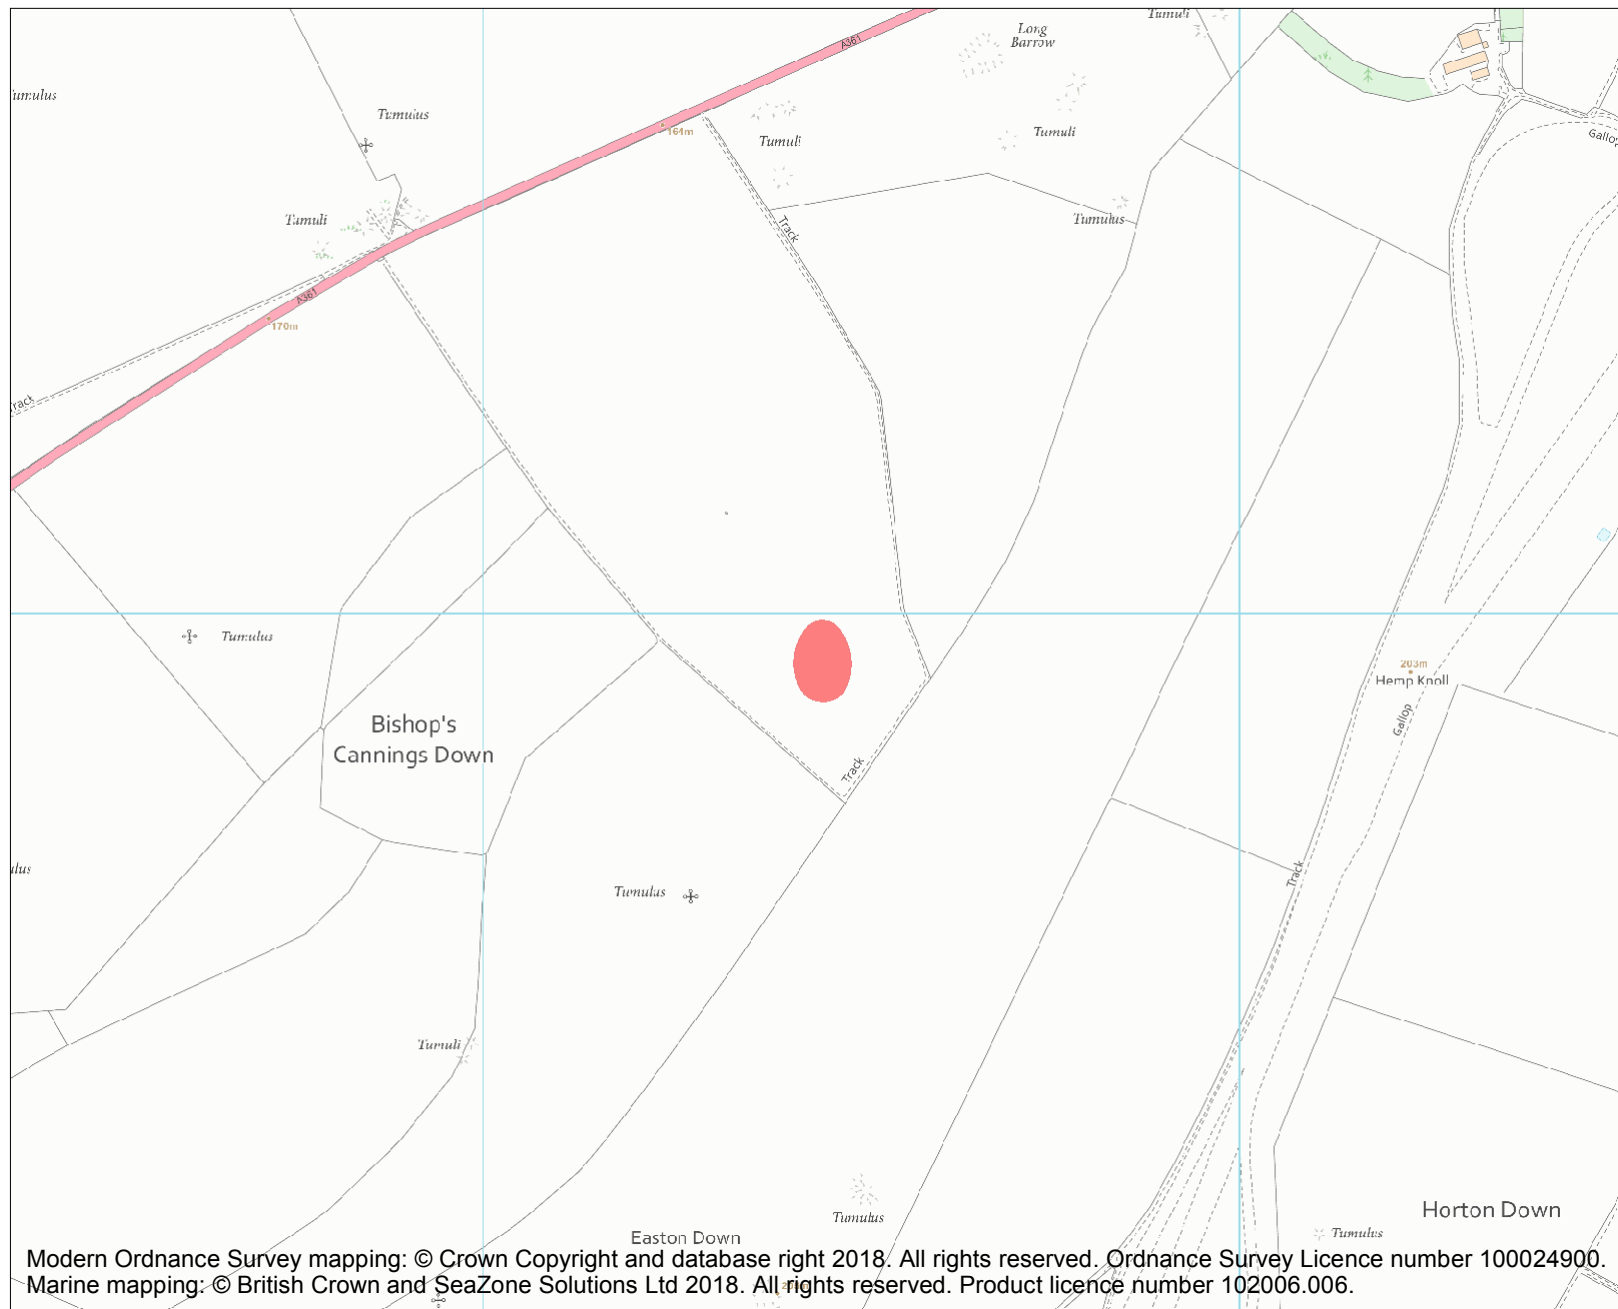 Tumuli
Long
Barrow
A361
Tumulus
164m
Tumuli
Tumuli
Gallop
Tumuli
Tumulus
Track
A361
170m
Track
Tumulus
203m
Hemp Knoll
Gallop
Bishop's
Cannings Down
Track
Track
Tumulus
Tumuli
Tumulus
Horton Down
Easton Down
Tumulus
Modern Ordnance Survey mapping: © Crown Copyright and database right 2018. All rights reserved. Ordnance Survey Licence number 100024900.
Marine mapping: © British Crown and SeaZone Solutions Ltd 2018. All rights reserved. Product licence number 102006.006.